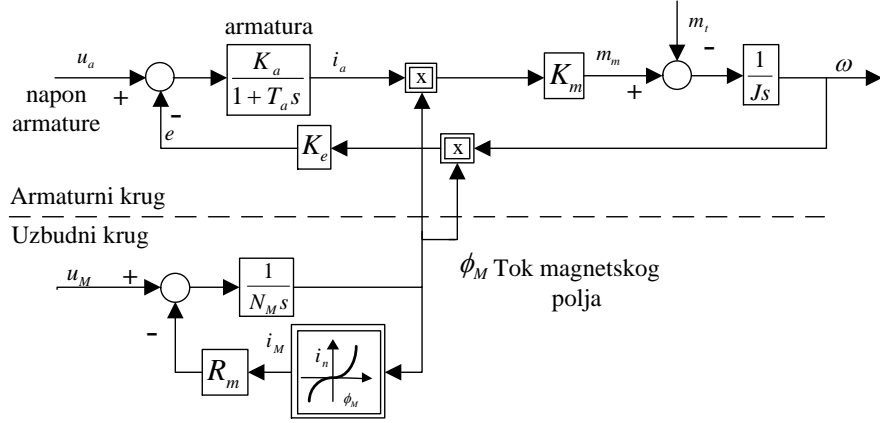 armatura
m_t
u_a
K_a
1 + T_a s
i_a
x
K_m
m_m
1
Js
ω
+
-
+
-
napon
armature
e
K_e
x
Armaturni krug
Uzbudni krug
u_M
+
-
1
N_M s
ϕ_M Tok magnetskog
polja
R_m
i_M
i_n
ϕ_M